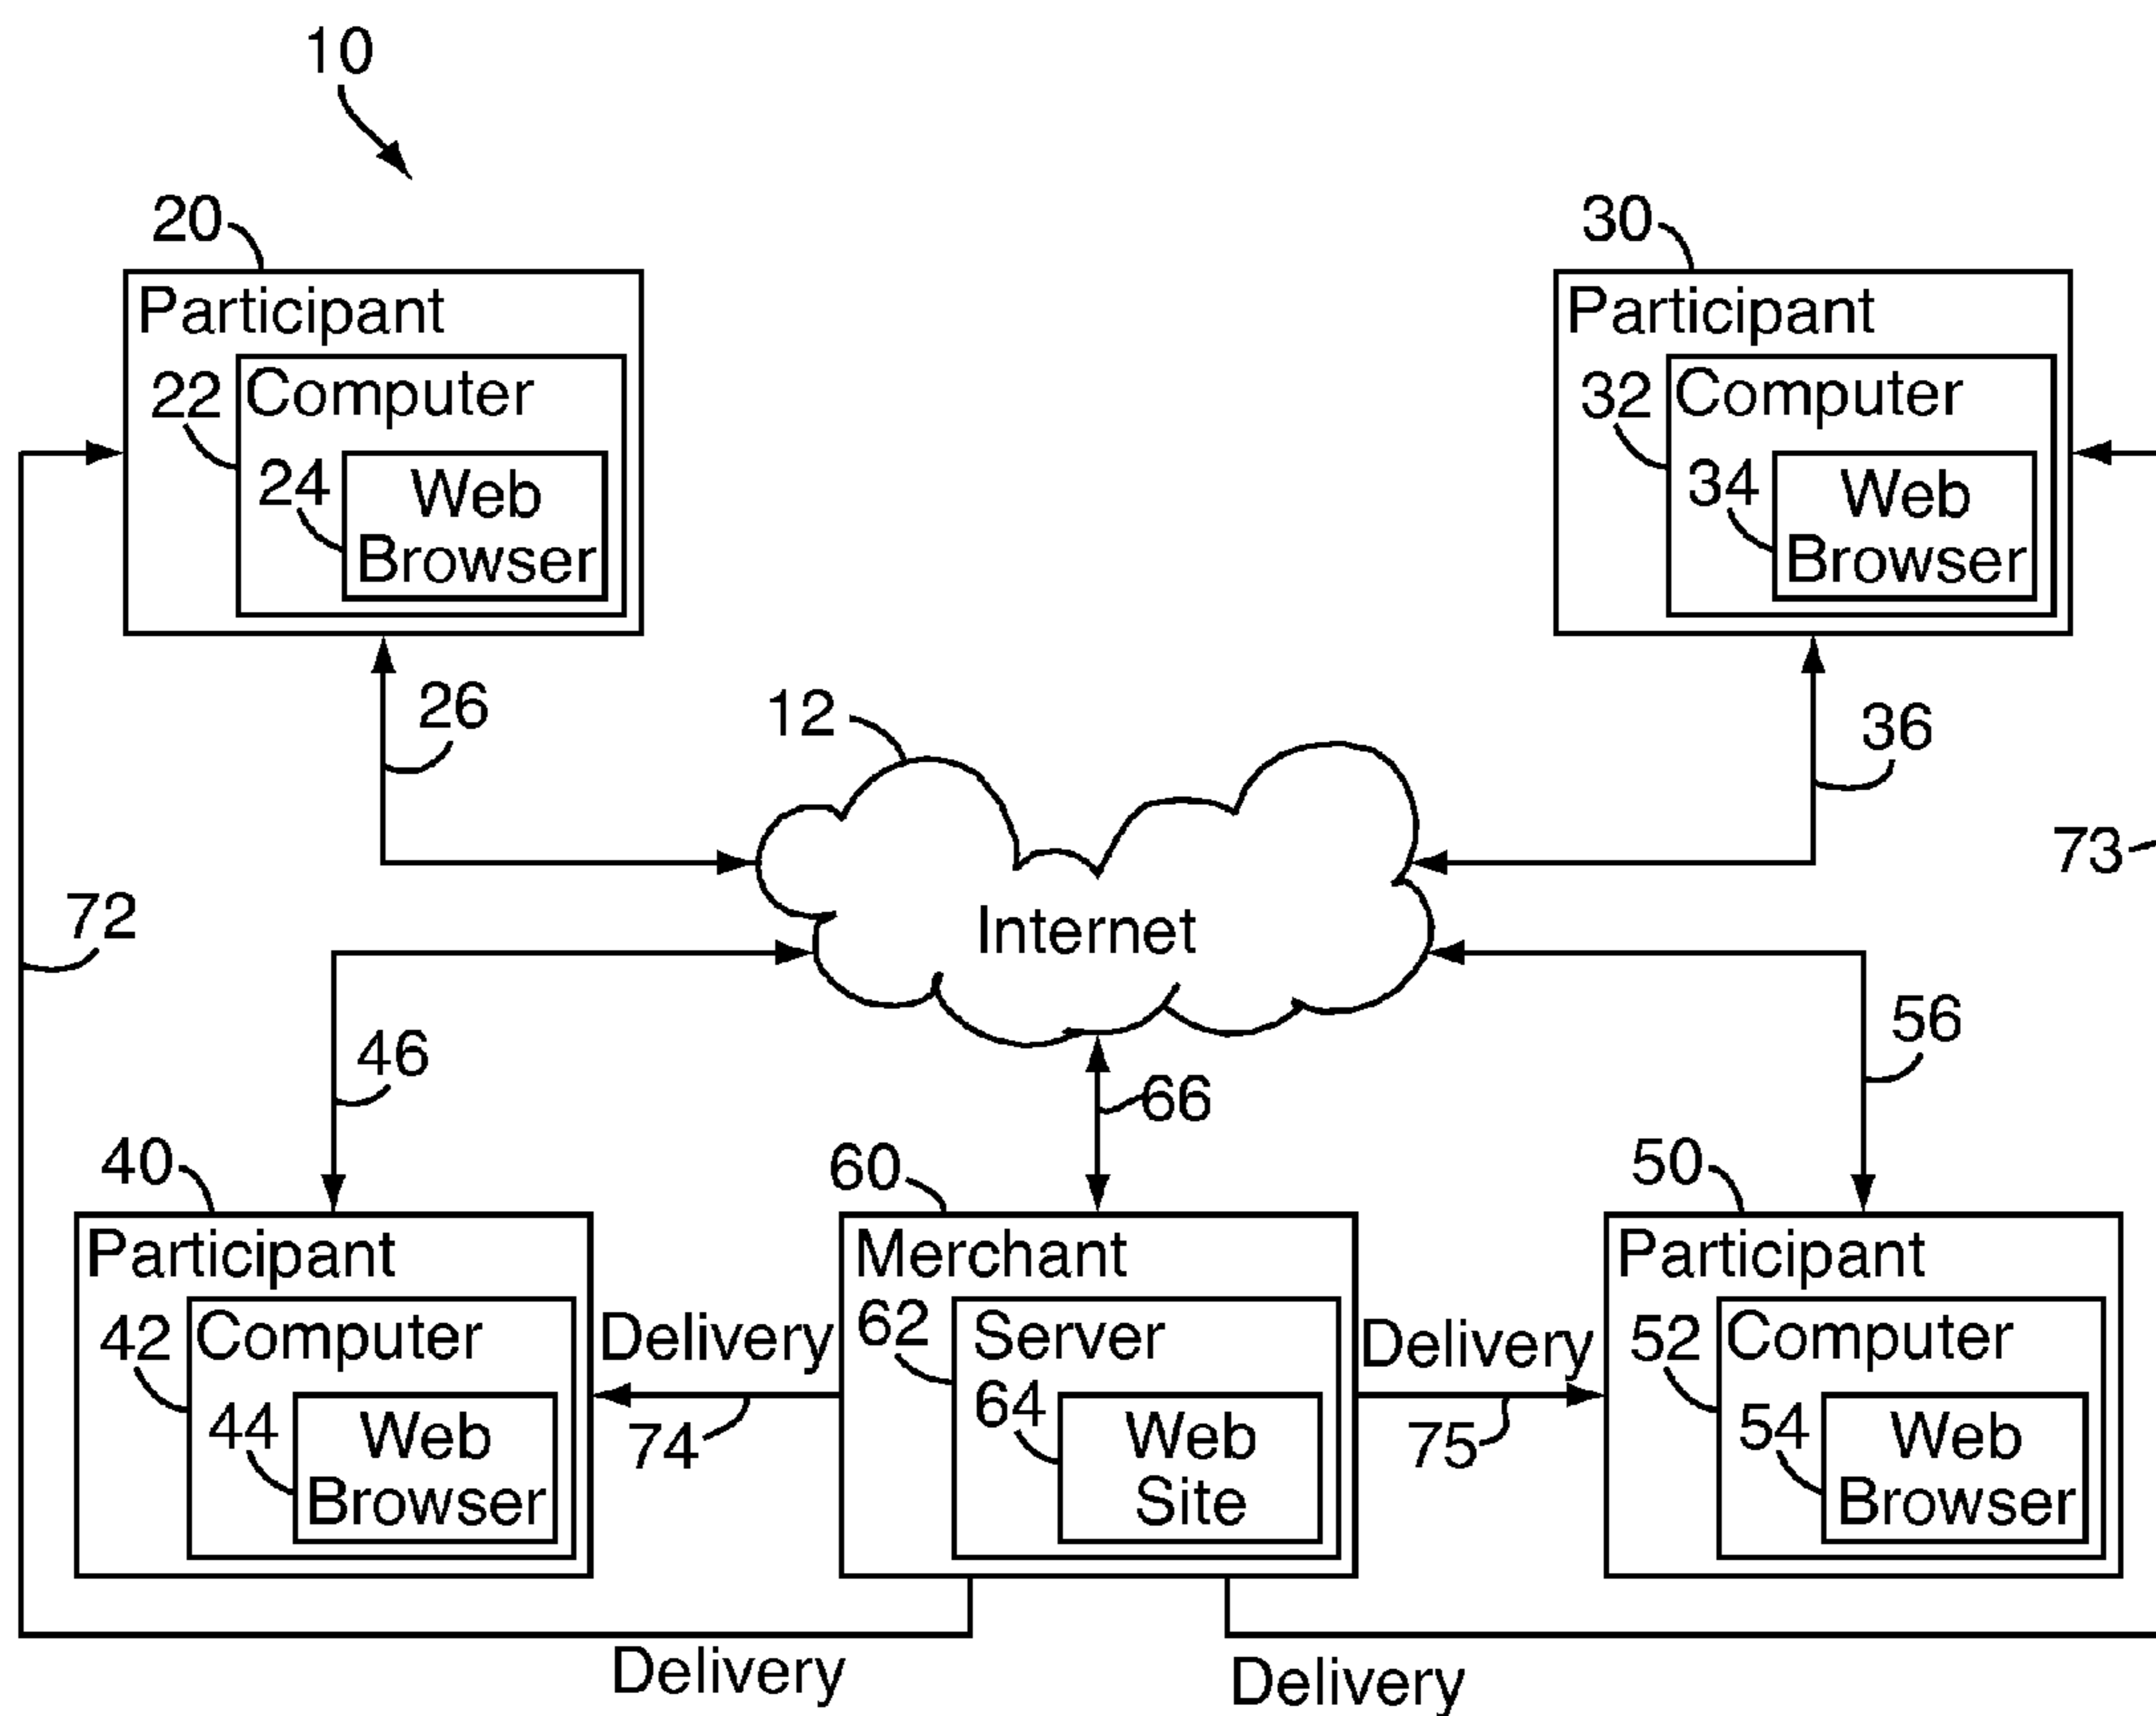 10
20
30
Participant
Participant
22
Computer
32
Computer
24
Web
Browser
34
Web
Browser
26
12
36
73
72
Internet
46
56
66
40
60
50
Participant
Merchant
Participant
42
Computer
Delivery
62
Server
Delivery
52
Computer
44
Web
Browser
74
64
Web
Site
75
54
Web
Browser
Delivery
Delivery